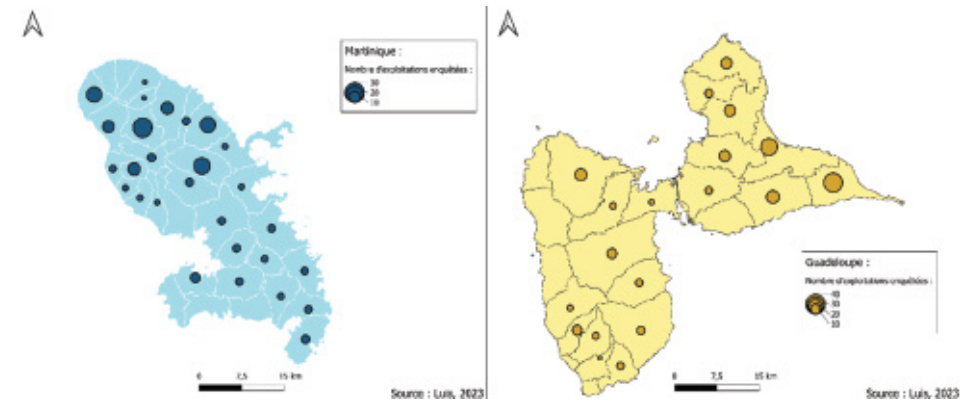 Martinique :
Nombre d'exploitations enquêtées :
30
20
10
0 7,5 15 km
Source : Luis, 2023
Guadeloupe :
Nombre d'exploitations enquêtées :
40
30
20
10
0 7,5 15 km
Source : Luis, 2023